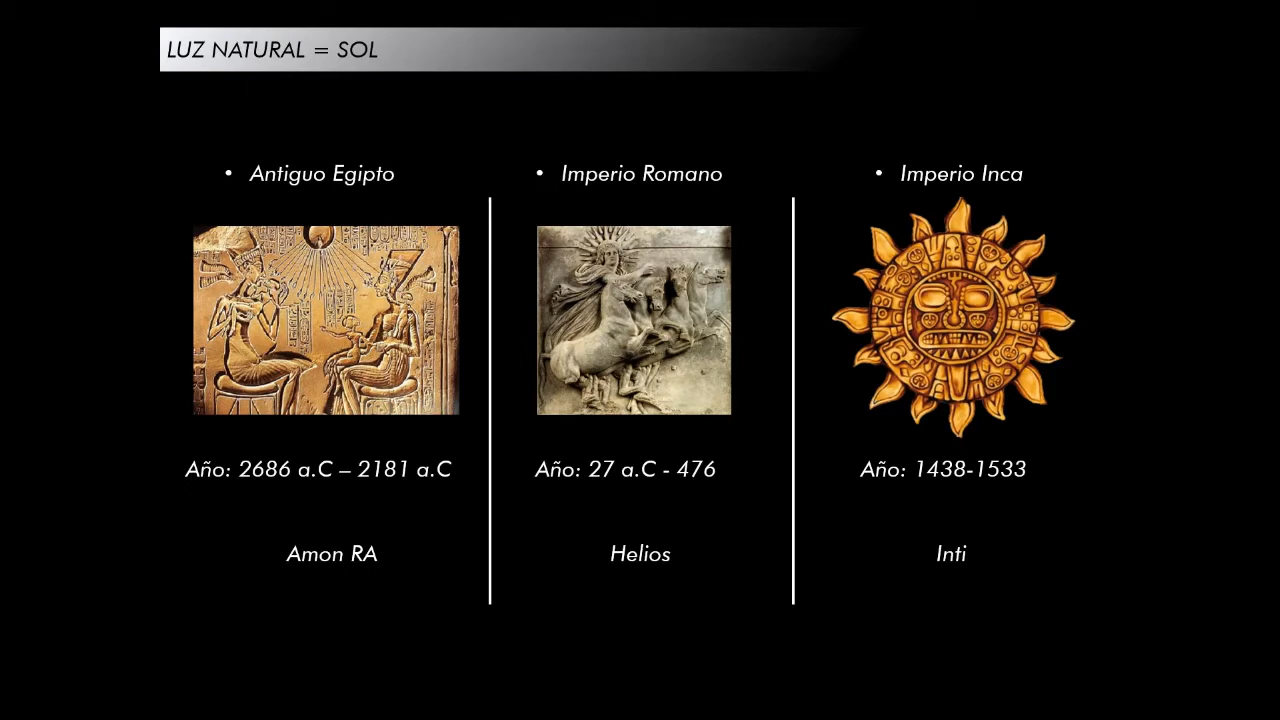 LUZ NATURAL = SOL
• Antiguo Egipto
• Imperio Romano
• Imperio Inca
Año: 2686 a.C – 2181 a.C
Año: 27 a.C - 476
Año: 1438-1533
Amon RA
Helios
Inti